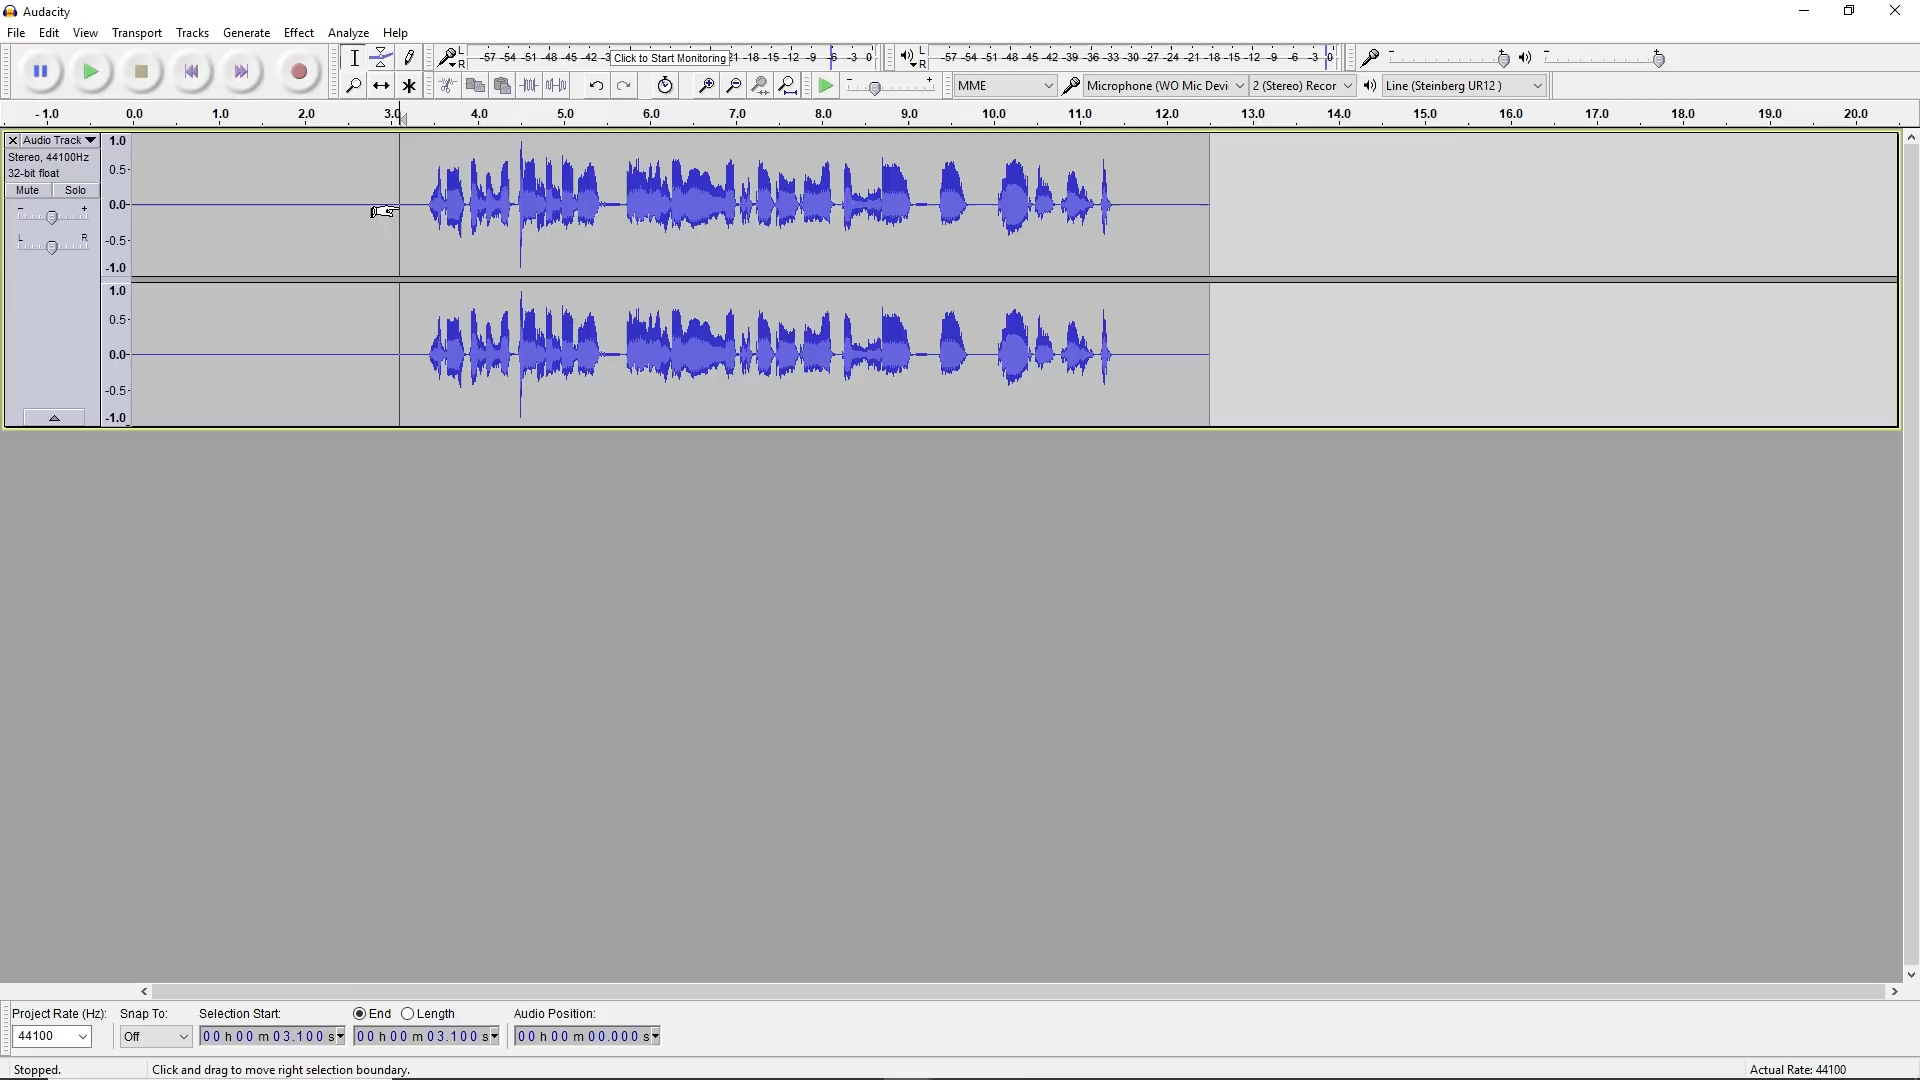 Audacity
File Edit View Transport Tracks Generate Effect Analyze Help
L R -57 -54 -51 -48 -45 -42 -3 Click to Start Monitoring 21 -18 -15 -12 -9 -6 -3 0 L R -57 -54 -51 -48 -45 -42 -39 -36 -33 -30 -27 -24 -21 -18 -15 -12 -9 -6 -3 0 - + - +
- + MME Microphone (WO Mic Devi 2 (Stereo) Recor Line (Steinberg UR12 )
-1.0 0.0 1.0 2.0 3.0 4.0 5.0 6.0 7.0 8.0 9.0 10.0 11.0 12.0 13.0 14.0 15.0 16.0 17.0 18.0 19.0 20.0
Audio Track 1.0
Stereo, 44100Hz 0.5
32-bit float
Mute Solo
- + 0.0
L R -0.5
-1.0
1.0
0.5
0.0
-0.5
-1.0
Project Rate (Hz): Snap To: Selection Start: End Length Audio Position:
44100 Off 00 h 00 m 03.100 s 00 h 00 m 03.100 s 00 h 00 m 00.000 s
Stopped. Click and drag to move right selection boundary. Actual Rate: 44100